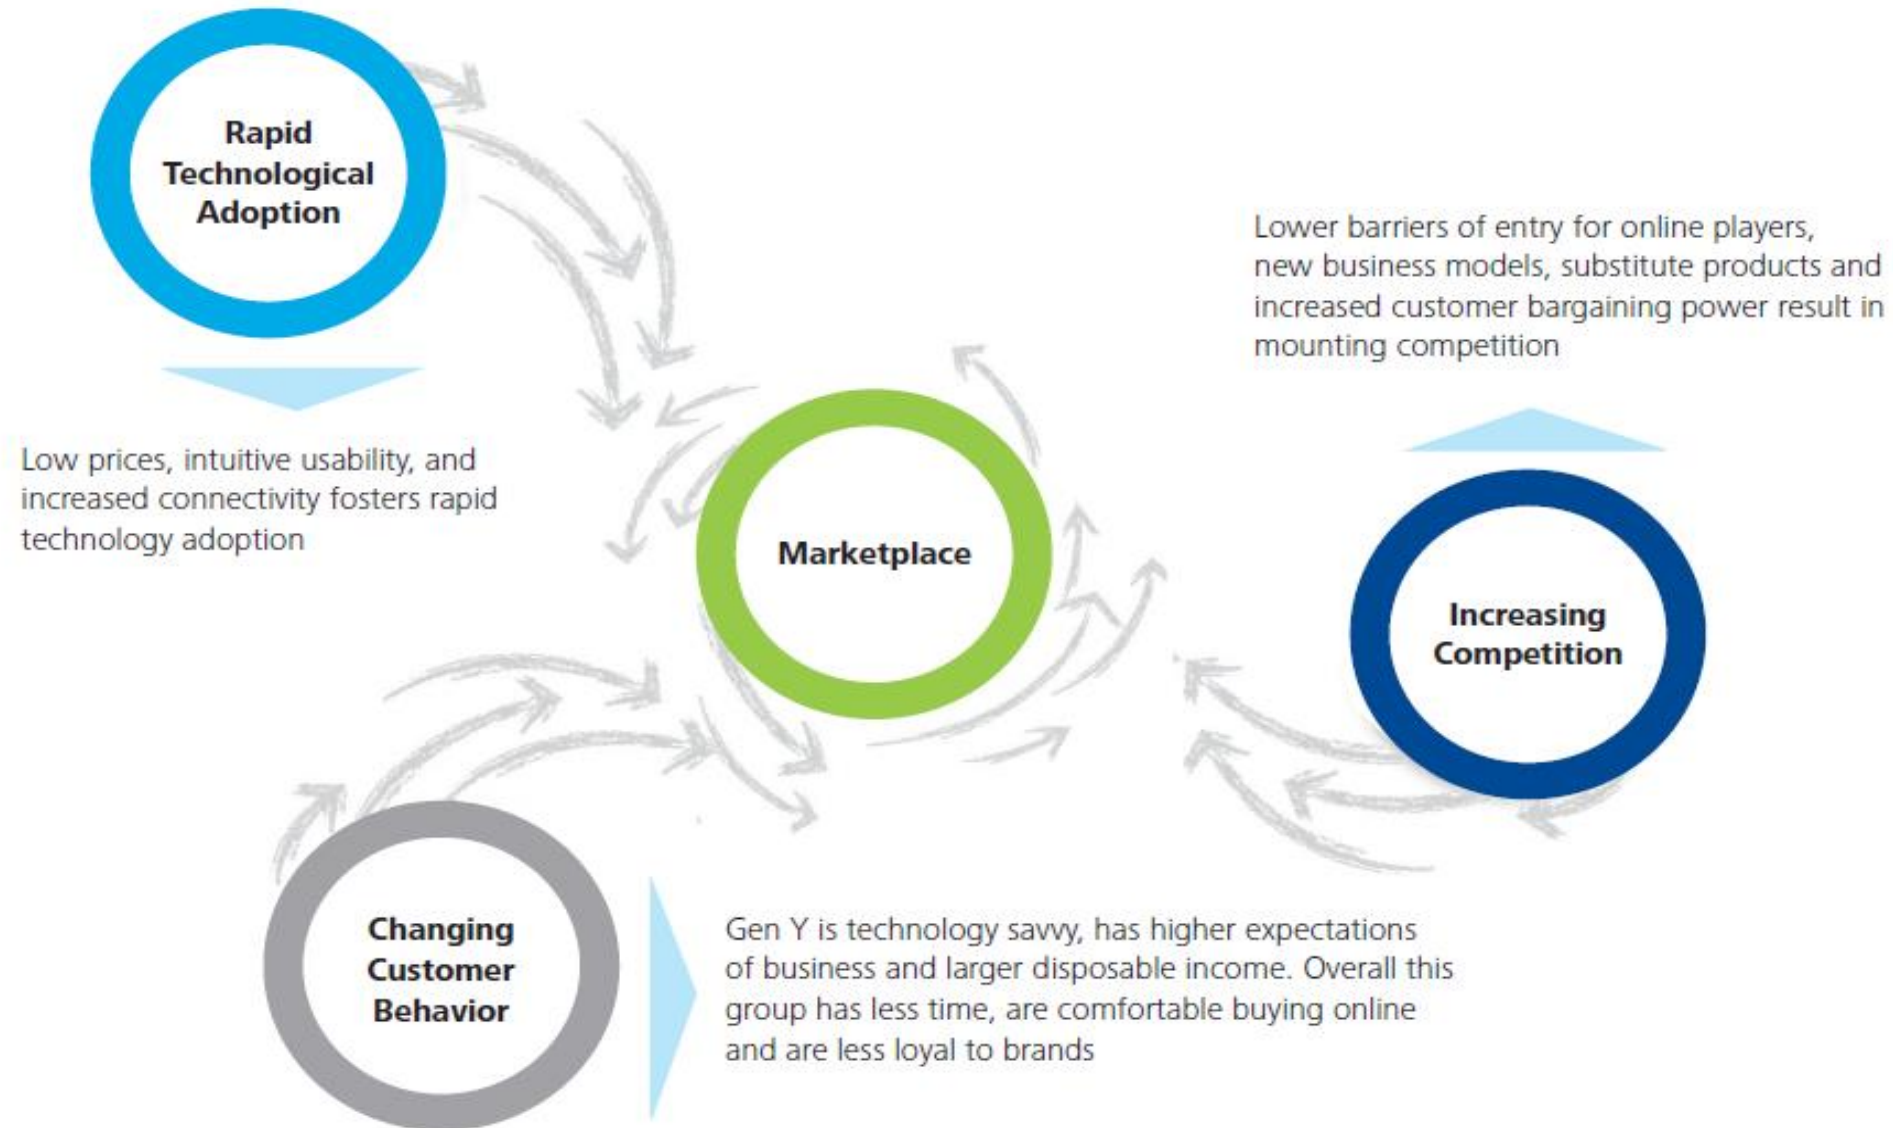 Rapid
Technological
Adoption
Low prices, intuitive usability, and
increased connectivity fosters rapid
technology adoption
Marketplace
Lower barriers of entry for online players,
new business models, substitute products and
increased customer bargaining power result in
mounting competition
Increasing
Competition
Changing
Customer
Behavior
Gen Y is technology savvy, has higher expectations
of business and larger disposable income. Overall this
group has less time, are comfortable buying online
and are less loyal to brands